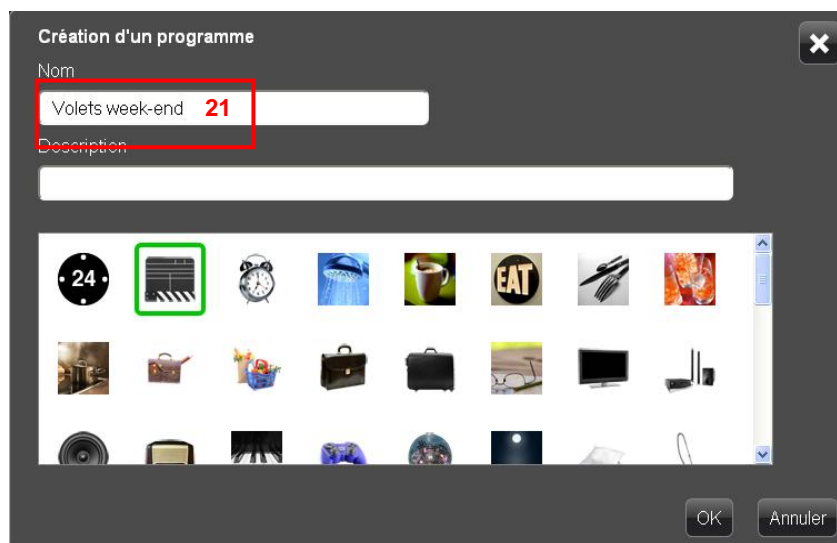 Création d'un programme
Nom
Volets week-end 21
Description
24
EAT
OK
Annuler